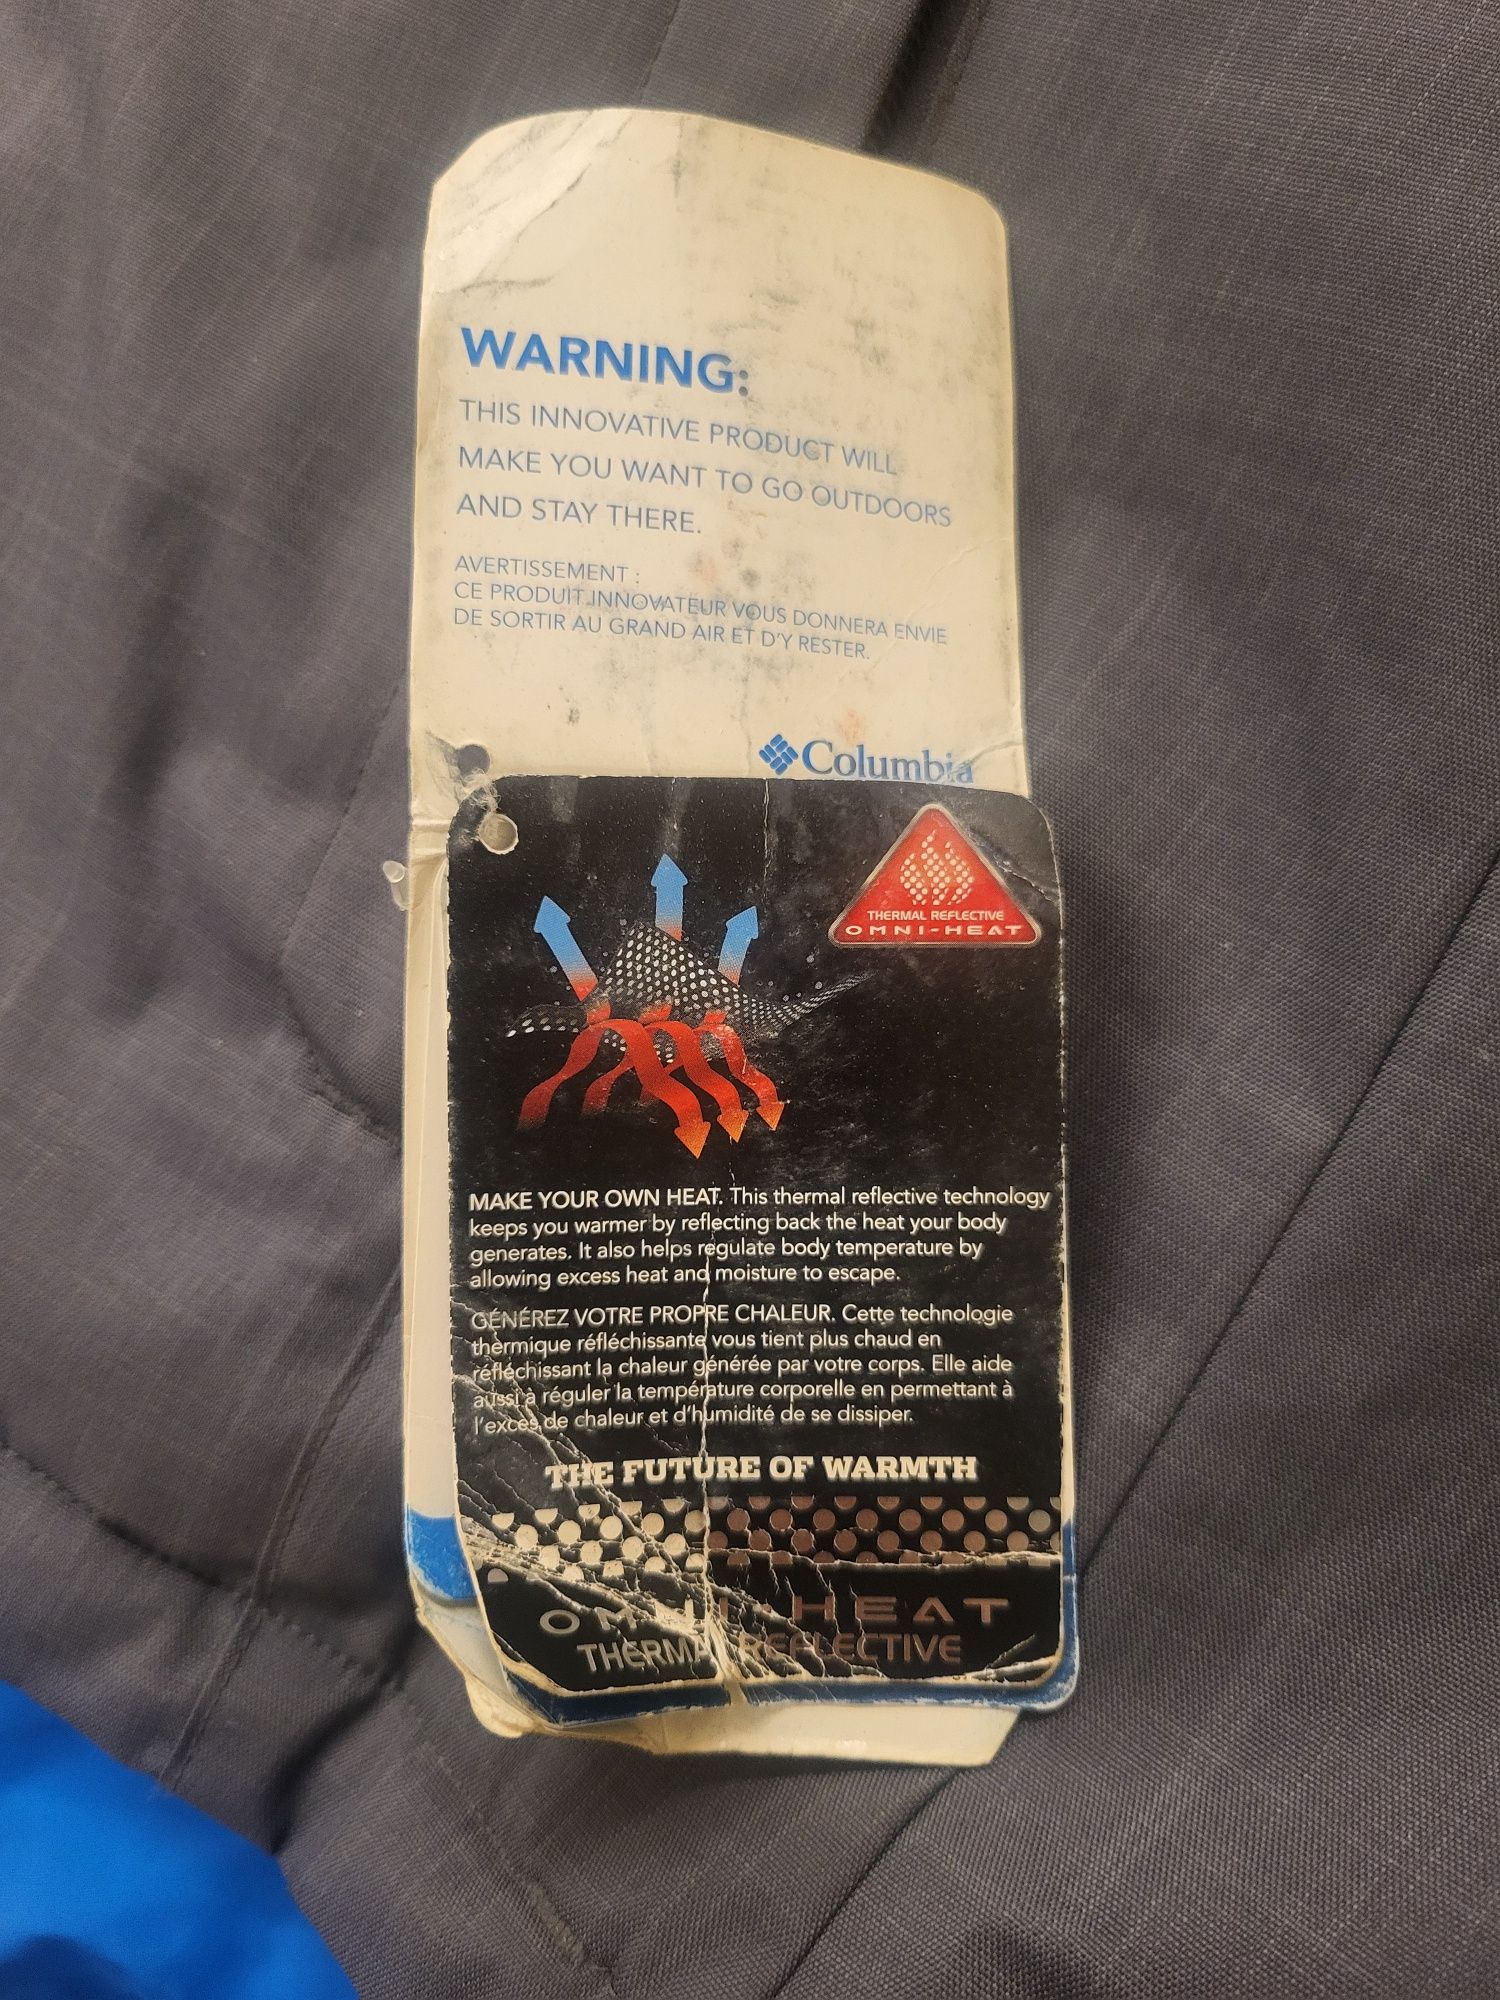 WARNING:
THIS INNOVATIVE PRODUCT WILL
MAKE YOU WANT TO GO OUTDOORS
AND STAY THERE.
AVERTISSEMENT :
CE PRODUIT INNOVATEUR VOUS DONNERA ENVIE
DE SORTIR AU GRAND AIR ET D'Y RESTER.
Columbia
THERMAL REFLECTIVE
OMNI-HEAT
MAKE YOUR OWN HEAT. This thermal reflective technology
keeps you warmer by reflecting back the heat your body
generates. It also helps regulate body temperature by
allowing excess heat and moisture to escape.
GÉNÉREZ VOTRE PROPRE CHALEUR. Cette technologie
thermique réfléchissante vous tient plus chaud en
réfléchissant la chaleur générée par votre corps. Elle aide
aussi à réguler la température corporelle en permettant à
l'excès de chaleur et d'humidité de se dissiper.
THE FUTURE OF WARMTH
OMNI-HEAT
THERMAL REFLECTIVE